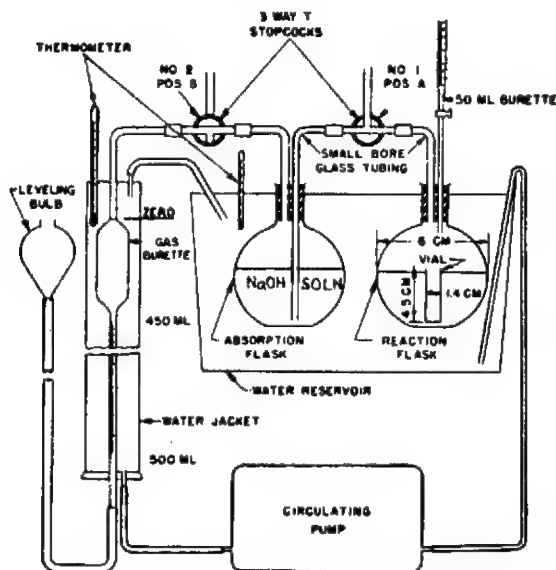 3 WAY T
STOPCOCKS
THERMOMETER
NO 2
POS B
NO 1
POS A
50 ML BURETTE
SMALL BORE
GLASS TUBING
LEVELING
BULB
ZERO
GAS
BURETTE
6 CM
VIAL
NaOH SOLN
4.5 CM
1.4 CM
450 ML
ABSORPTION
FLASK
REACTION
FLASK
WATER RESERVOIR
WATER JACKET
500 ML
CIRCULATING
PUMP